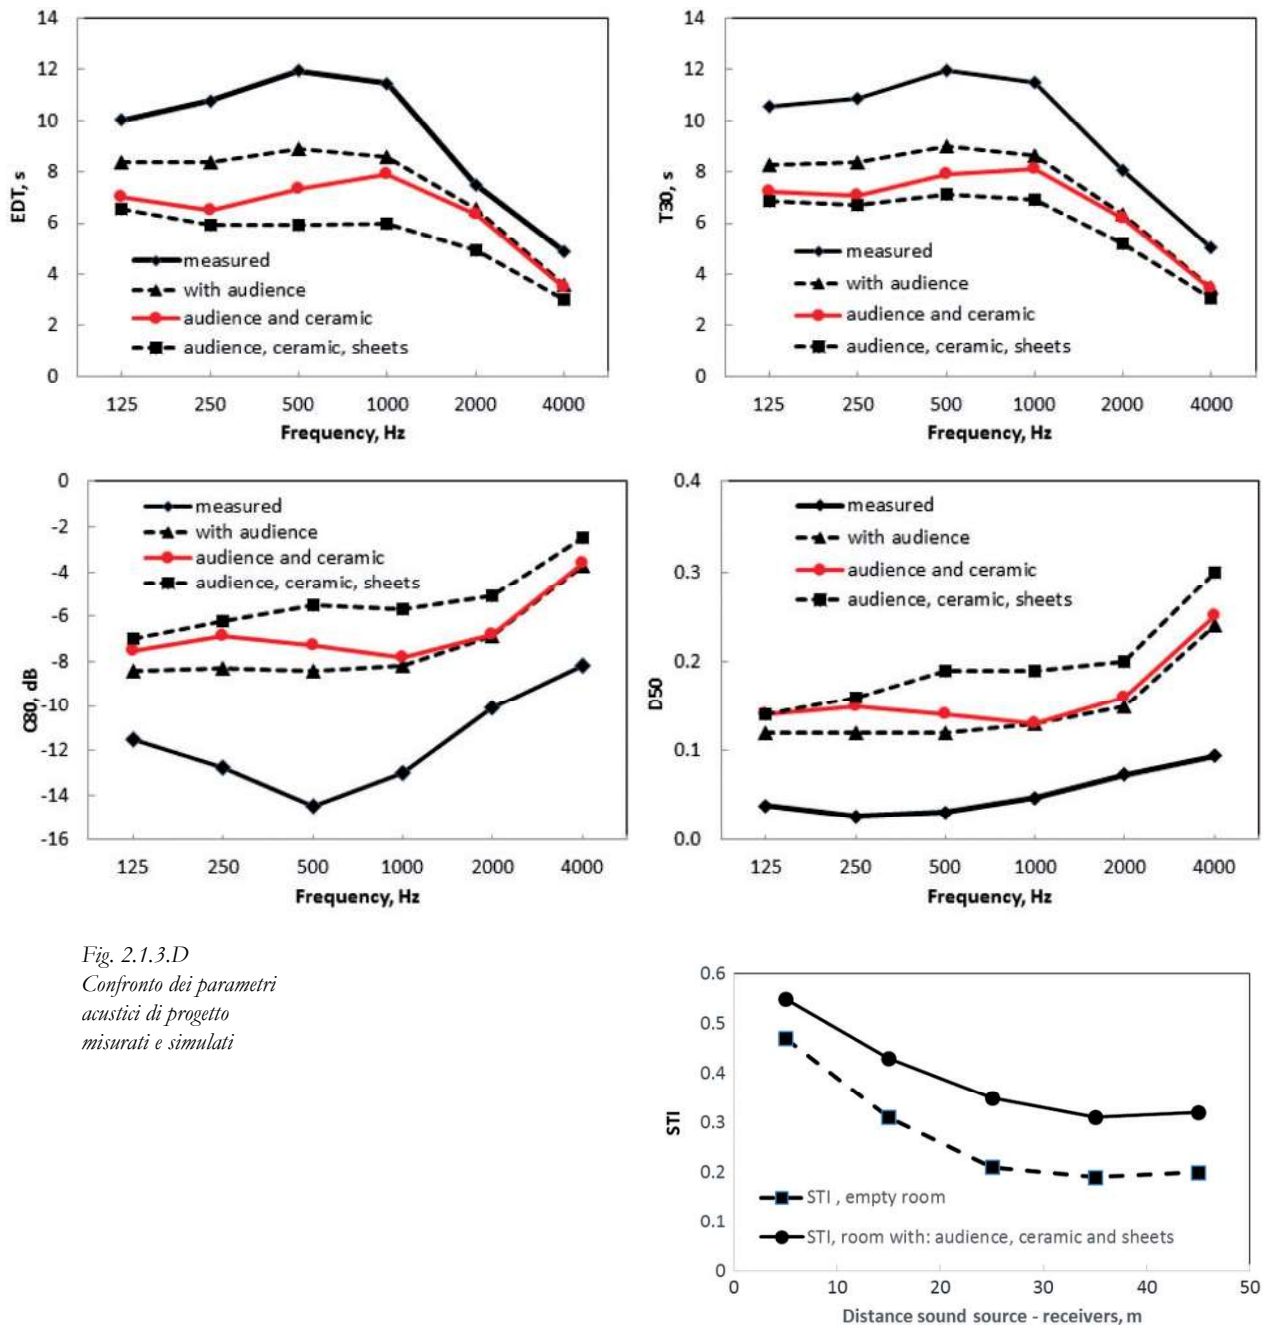 14
12
10
8
6
4
2
0
EDT, s
measured
with audience
audience and ceramic
audience, ceramic, sheets
125 250 500 1000 2000 4000
Frequency, Hz
14
12
10
8
6
4
2
0
T30, s
measured
with audience
audience and ceramic
audience, ceramic, sheets
125 250 500 1000 2000 4000
Frequency, Hz
0
-2
-4
-6
-8
-10
-12
-14
-16
C80, dB
measured
with audience
audience and ceramic
audience, ceramic, sheets
125 250 500 1000 2000 4000
Frequency, Hz
0.4
0.3
0.2
0.1
0.0
D50
measured
with audience
audience and ceramic
audience, ceramic, sheets
125 250 500 1000 2000 4000
Frequency, Hz
Fig. 2.1.3.D
Confronto dei parametri
acustici di progetto
misurati e simulati
0.6
0.5
0.4
0.3
0.2
0.1
0
STI
STI , empty room
STI, room with: audience, ceramic and sheets
0 10 20 30 40 50
Distance sound source - receivers, m